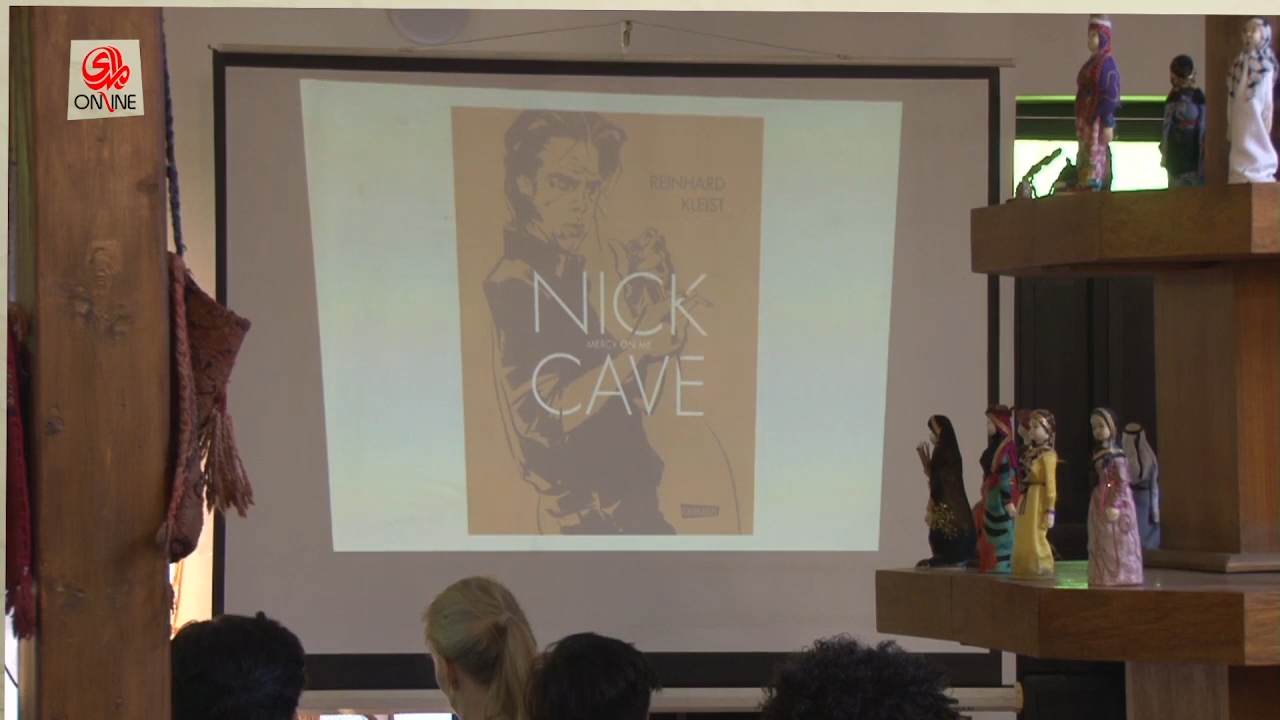 ONLINE
REINHARD
KLEIST
NICK
MERCY ON ME
CAVE
CARLSEN